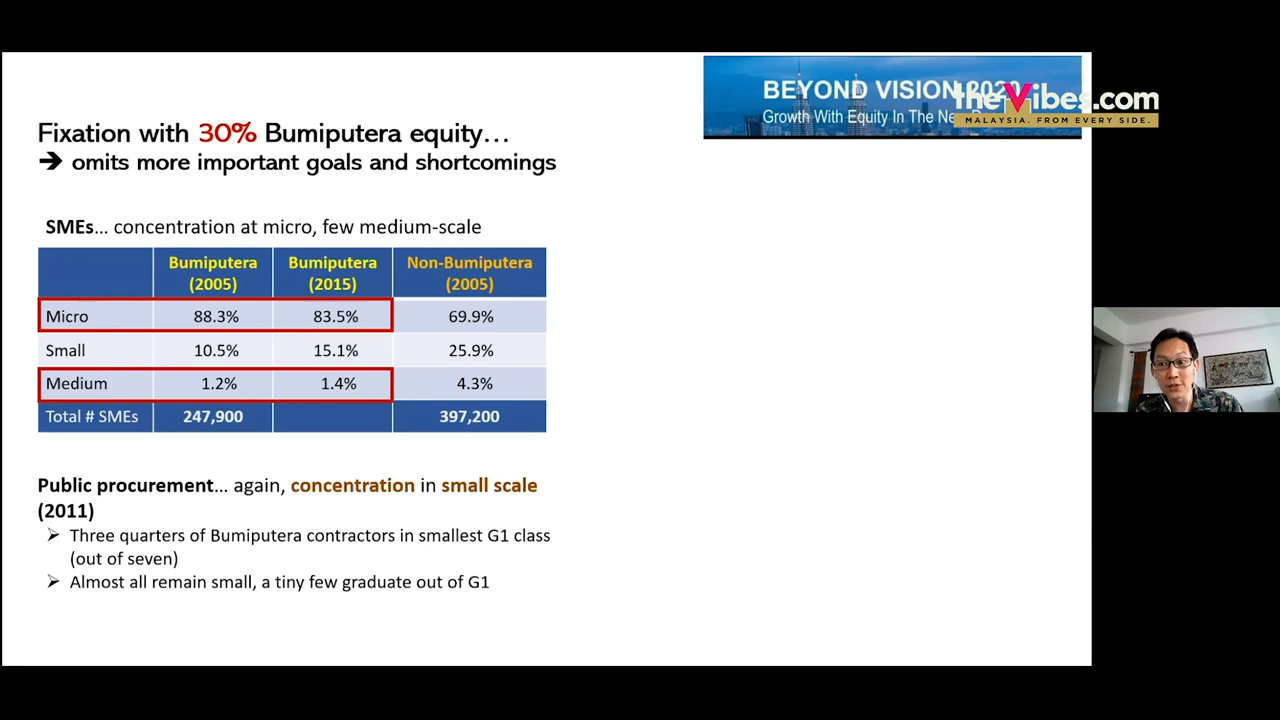 BEYOND VISION 2020
Growth With Equity In The Ne
theVibes.com
MALAYSIA. FROM EVERY SIDE.
Fixation with 30% Bumiputera equity…
➔ omits more important goals and shortcomings
SMEs… concentration at micro, few medium-scale
Bumiputera (2005) Bumiputera (2015) Non-Bumiputera (2005)
Micro 88.3% 83.5% 69.9%
Small 10.5% 15.1% 25.9%
Medium 1.2% 1.4% 4.3%
Total # SMEs 247,900 397,200
Public procurement… again, concentration in small scale
(2011)
➢ Three quarters of Bumiputera contractors in smallest G1 class
(out of seven)
➢ Almost all remain small, a tiny few graduate out of G1